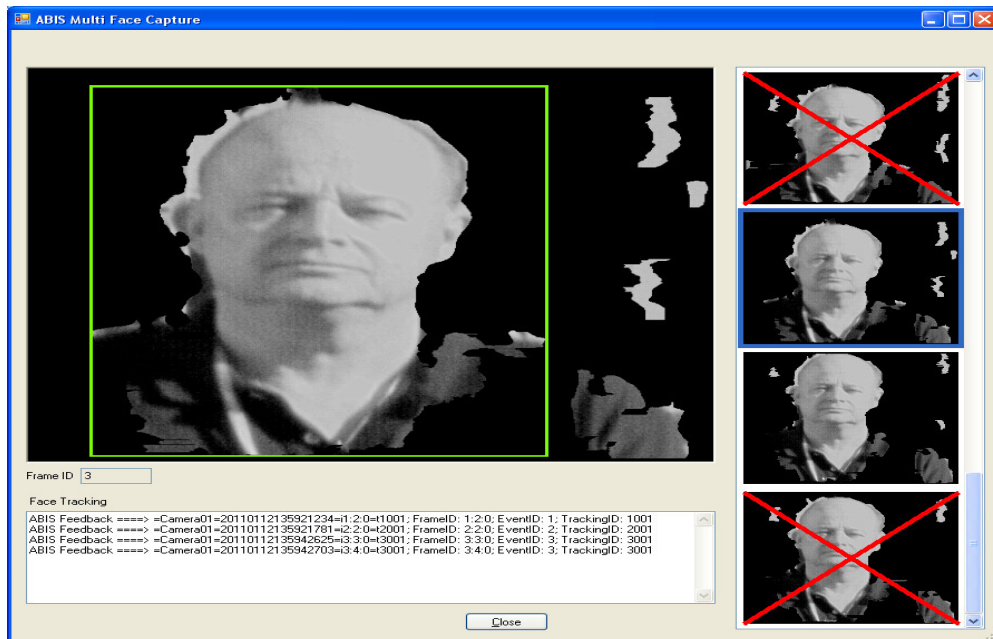 ABIS Multi Face Capture
Frame ID 3
Face Tracking
ABIS Feedback ====> =Camera01=20110112135921234=i1:2:0=t1001; FrameID: 1:2:0; EventID: 1; TrackingID: 1001
ABIS Feedback ====> =Camera01=20110112135921781=i2:2:0=t2001; FrameID: 2:2:0; EventID: 2; TrackingID: 2001
ABIS Feedback ====> =Camera01=20110112135942625=i3:3:0=t3001; FrameID: 3:3:0; EventID: 3; TrackingID: 3001
ABIS Feedback ====> =Camera01=20110112135942703=i3:4:0=t3001; FrameID: 3:4:0; EventID: 3; TrackingID: 3001
Close